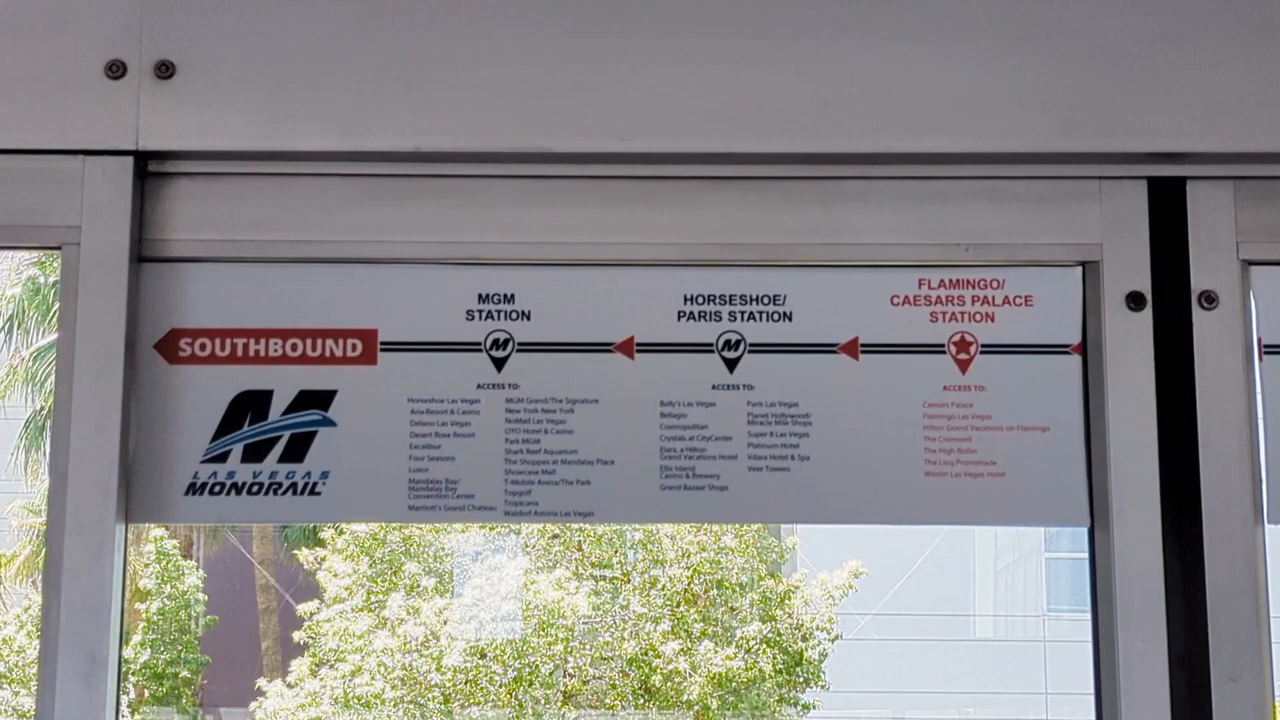 SOUTHBOUND
LAS VEGAS
MONORAIL
MGM
STATION
M
ACCESS TO:
Horseshoe Las Vegas
Aria Resort & Casino
Delano Las Vegas
Desert Rose Resort
Excalibur
Four Seasons
Luxor
Mandalay Bay/
Mandalay Bay
Convention Center
Marriott's Grand Chateau
MGM Grand/The Signature
New York-New York
NoMad Las Vegas
OYO Hotel & Casino
Park MGM
Shark Reef Aquarium
The Shoppes at Mandalay Place
Showcase Mall
T-Mobile Arena/The Park
Topgolf
Tropicana
Waldorf Astoria Las Vegas
HORSESHOE/
PARIS STATION
M
ACCESS TO:
Bally's Las Vegas
Bellagio
Cosmopolitan
Crystals at CityCenter
Elara, a Hilton
Grand Vacations Hotel
Ellis Island
Casino & Brewery
Grand Bazaar Shops
Paris Las Vegas
Planet Hollywood/
Miracle Mile Shops
Super 8 Las Vegas
Platinum Hotel
Vdara Hotel & Spa
Veer Towers
FLAMINGO/
CAESARS PALACE
STATION
ACCESS TO:
Caesars Palace
Flamingo Las Vegas
Hilton Grand Vacations on Flamingo
The Cromwell
The High Roller
The Linq Promenade
Westin Las Vegas Hotel